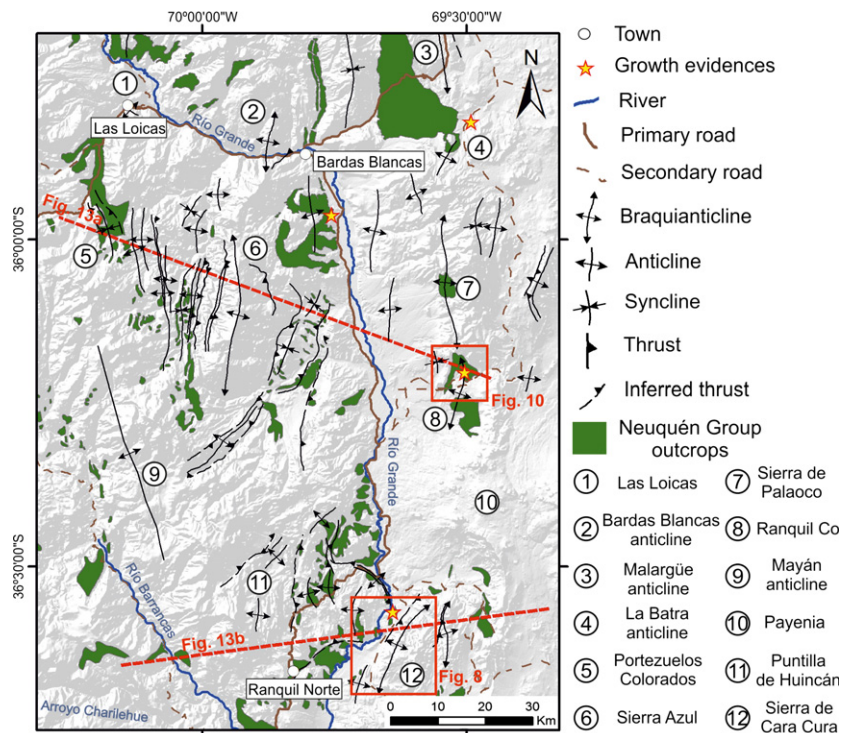 70°00'00"W
69°30'00"W
36°00'00"S
36°30'00"S
N
1
Las Loicas
2
Río Grande
Bardas Blancas
3
4
Fig. 13a
5
6
7
8
Fig. 10
9
Río Grande
10
11
Río Barrancas
Fig. 13b
12
Fig. 8
Ranquil Norte
Arroyo Charilehue
0 10 20 30
Km
Town
Growth evidences
River
Primary road
Secondary road
Braquianticline
Anticline
Syncline
Thrust
Inferred thrust
Neuquén Group
outcrops
1 Las Loicas
2 Bardas Blancas
anticline
3 Malargüe
anticline
4 La Batra
anticline
5 Portezuelos
Colorados
6 Sierra Azul
7 Sierra de
Palaoco
8 Ranquil Co
9 Mayán
anticline
10 Payenia
11 Puntilla
de Huincán
12 Sierra de
Cara Cura